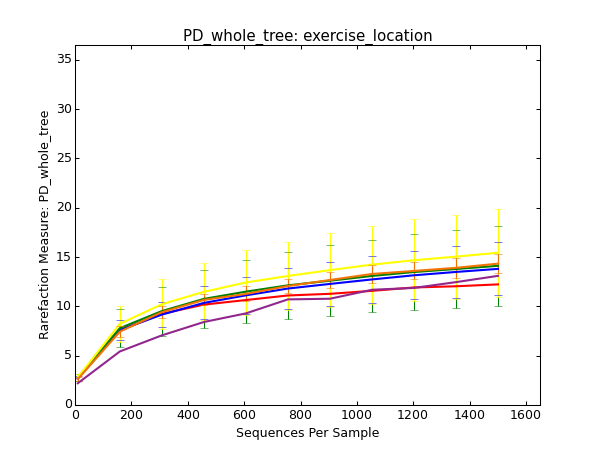 PD_whole_tree: exercise_location
35
30
25
20
15
10
5
0
Rarefaction Measure: PD_whole_tree
0 200 400 600 800 1000 1200 1400 1600
Sequences Per Sample